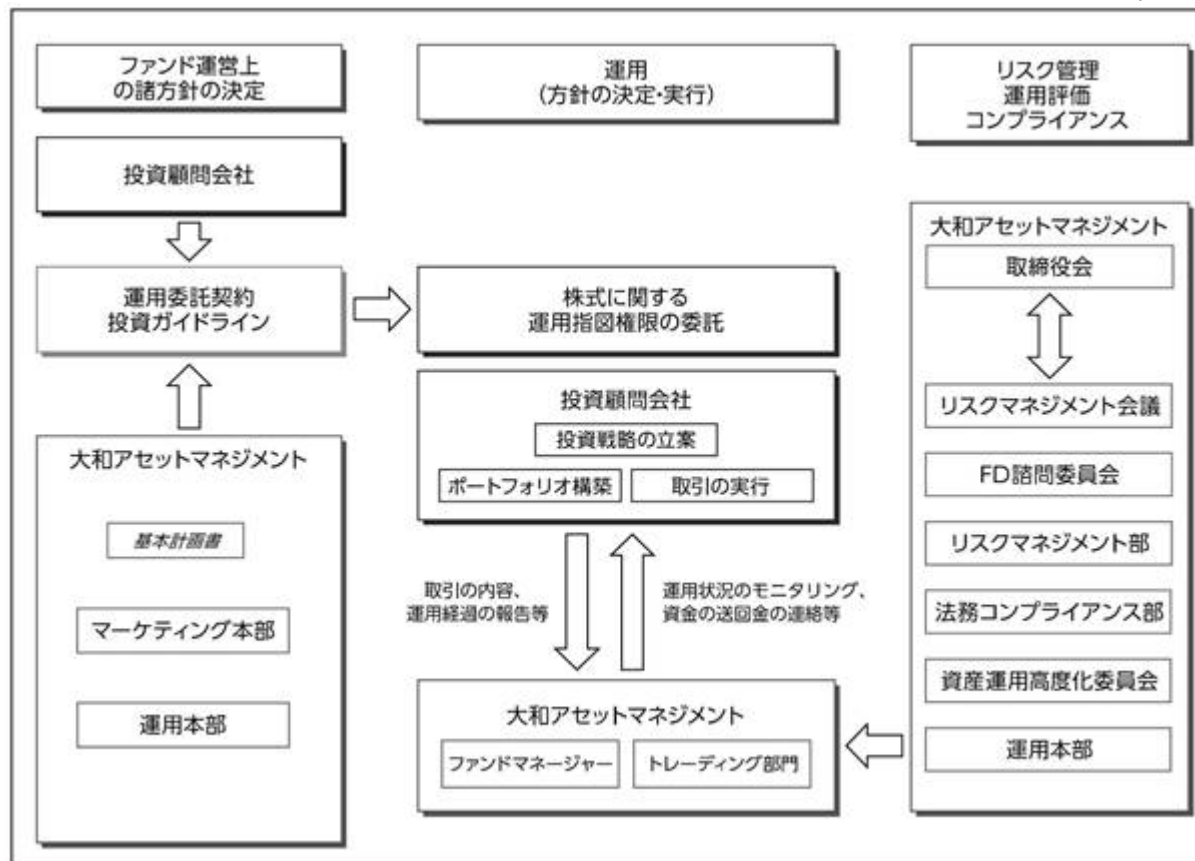 ファンド運営上
の諸方針の決定
運用
（方針の決定・実行）
リスク管理
運用評価
コンプライアンス
投資顧問会社
運用委託契約
投資ガイドライン
株式に関する
運用指図権限の委託
大和アセットマネジメント
基本計画書
マーケティング本部
運用本部
投資顧問会社
投資戦略の立案
ポートフォリオ構築
取引の実行
取引の内容、
運用経過の報告等
運用状況のモニタリング、
資金の送回金の連絡等
大和アセットマネジメント
ファンドマネージャー
トレーディング部門
大和アセットマネジメント
取締役会
リスクマネジメント会議
FD諮問委員会
リスクマネジメント部
法務コンプライアンス部
資産運用高度化委員会
運用本部